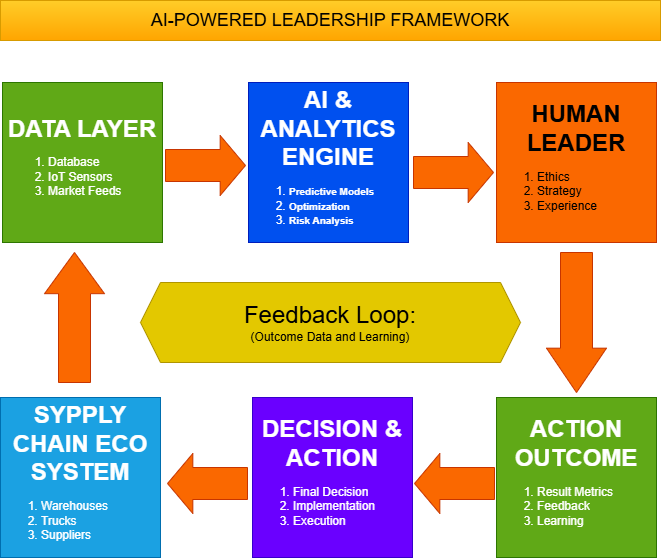 AI-POWERED LEADERSHIP FRAMEWORK
DATA LAYER
1. Database
2. IoT Sensors
3. Market Feeds
AI &
ANALYTICS
ENGINE
1. Predictive Models
2. Optimization
3. Risk Analysis
HUMAN
LEADER
1. Ethics
2. Strategy
3. Experience
Feedback Loop:
(Outcome Data and Learning)
SYPPLY
CHAIN ECO
SYSTEM
1. Warehouses
2. Trucks
3. Suppliers
DECISION &
ACTION
1. Final Decision
2. Implementation
3. Execution
ACTION
OUTCOME
1. Result Metrics
2. Feedback
3. Learning